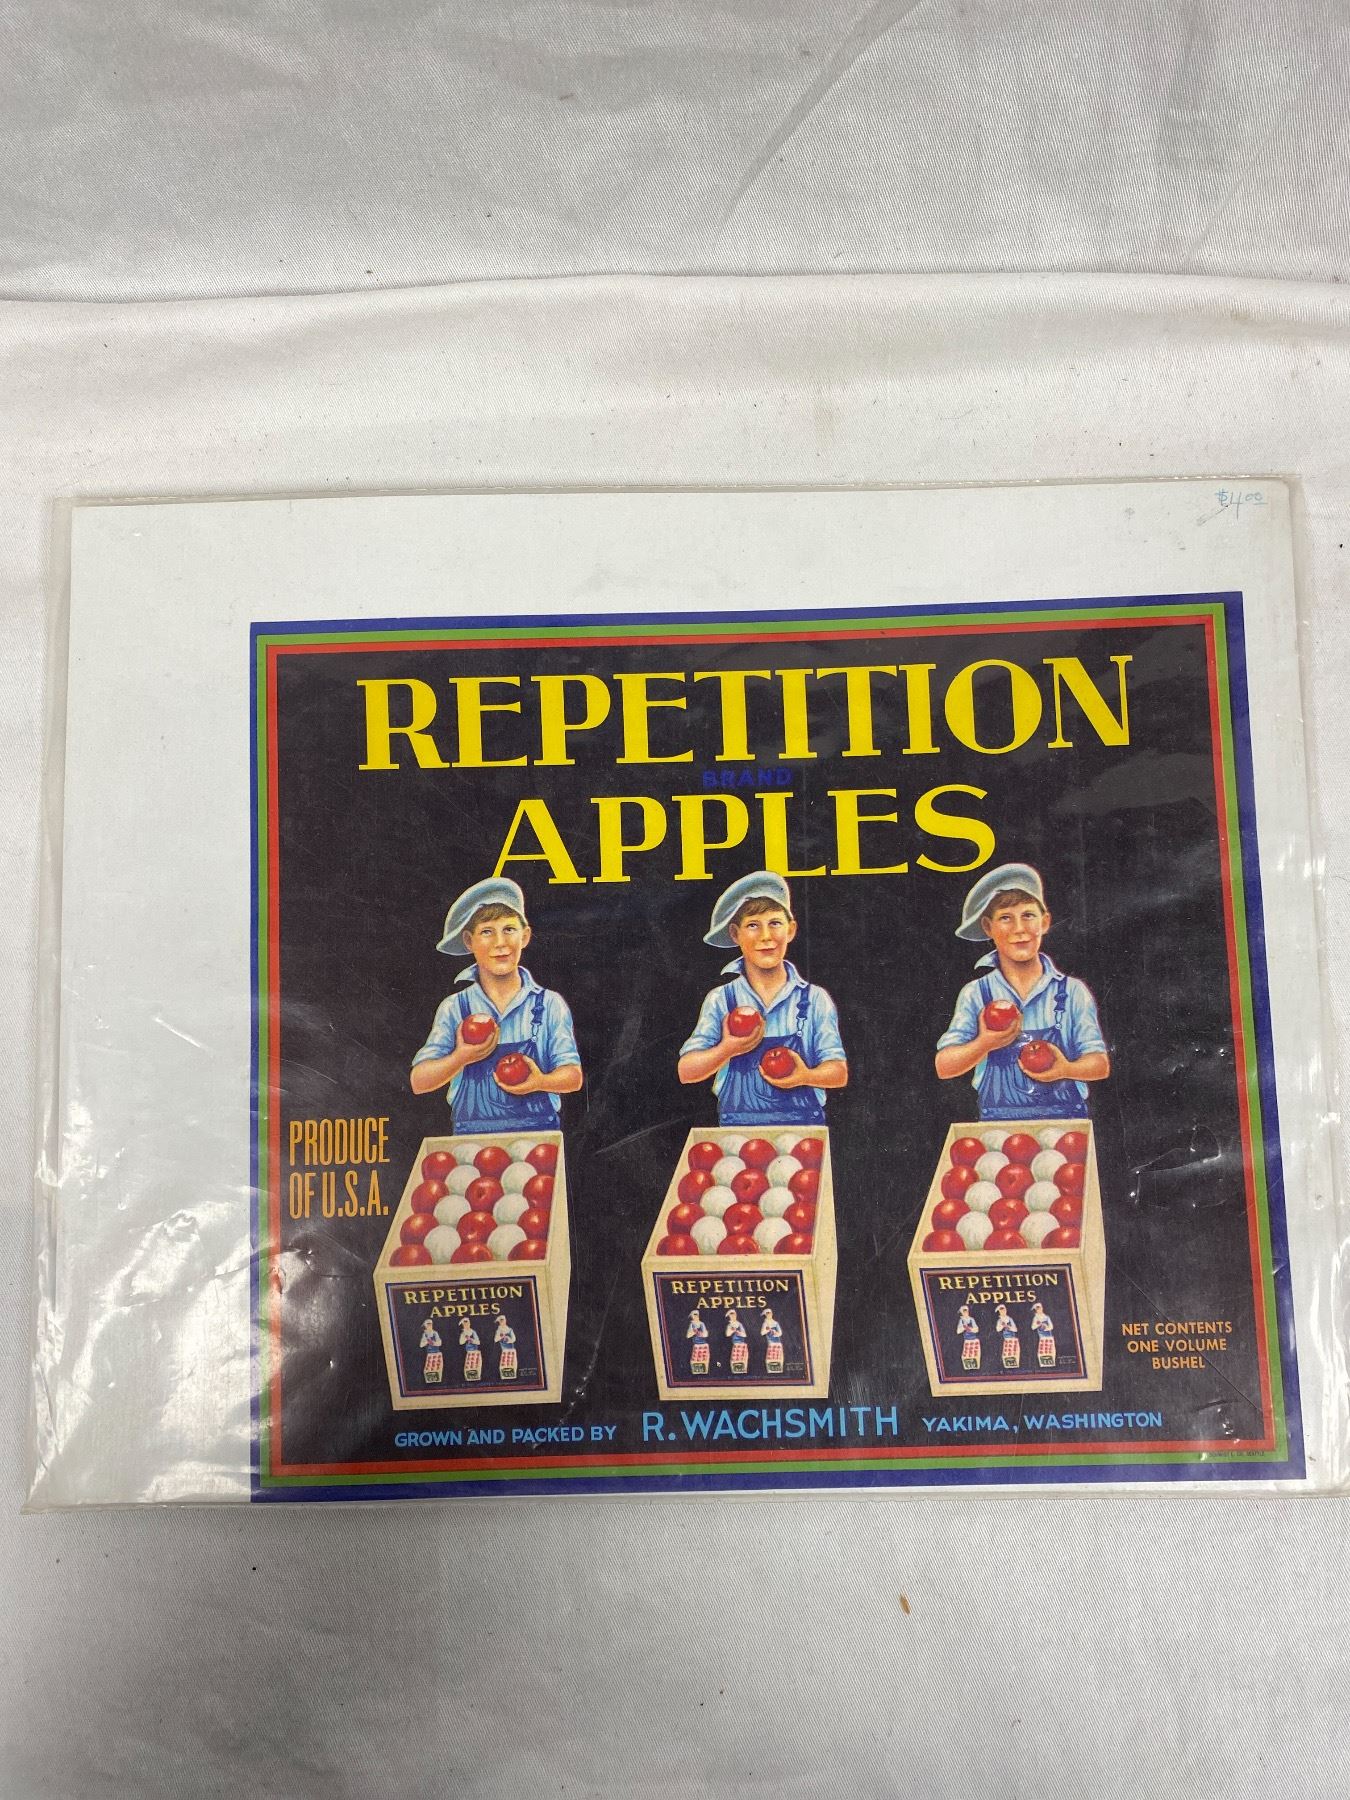 $4.00
REPETITION
BRAND
APPLES
PRODUCE
OF U.S.A.
REPETITION
APPLES
REPETITION
APPLES
REPETITION
APPLES
NET CONTENTS
ONE VOLUME
BUSHEL
GROWN AND PACKED BY R. WACHSMITH YAKIMA, WASHINGTON